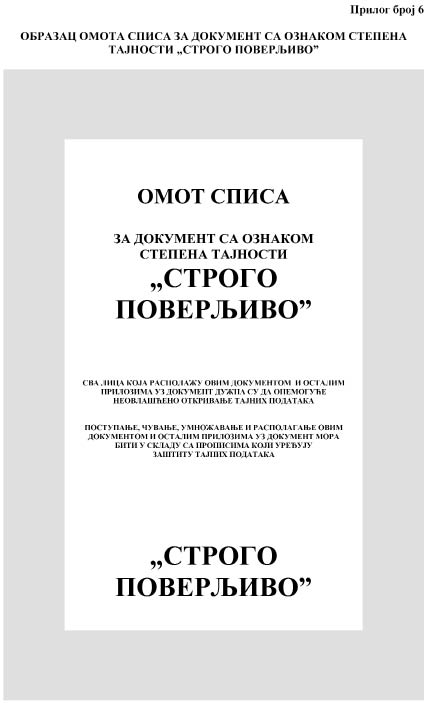 Прилог број 6
ОБРАЗАЦ ОМОТА СПИСА ЗА ДОКУМЕНТ СА ОЗНАКОМ СТЕПЕНА
ТАЈНОСТИ „СТРОГО ПОВЕРЉИВО”
ОМОТ СПИСА
ЗА ДОКУМЕНТ СА ОЗНАКОМ
СТЕПЕНА ТАЈНОСТИ
„СТРОГО
ПОВЕРЉИВО”
СВА ЛИЦА КОЈА РАСПОЛАЖУ ОВИМ ДОКУМЕНТОМ И ОСТАЛИМ
ПРИЛОЗИМА УЗ ДОКУМЕНТ ДУЖПА СУ ДА ОПЕМОГУЋЕ
НЕОВЛАШЋЕНО ОТКРИВАЊЕ ТАЈНИХ ПОДАТАКА
ПОСТУПАЊЕ, ЧУВАЊЕ, УМНОЖАВАЊЕ И РАСПОЛАГАЊЕ ОВИМ
ДОКУМЕНТОМ И ОСТАЛИМ ПРИЛОЗИМА УЗ ДОКУМЕНТ МОРА
БИТИ У СКЛАДУ СА ПРОПИСИМА КОЈИ УРЕЂУЈУ
ЗАШТИТУ ТАЈНИХ ПОДАТАКА
„СТРОГО
ПОВЕРЉИВО”